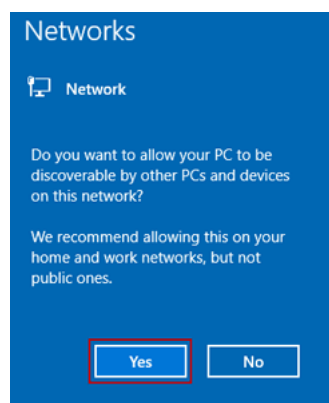 Networks
Network
Do you want to allow your PC to be
discoverable by other PCs and devices
on this network?
We recommend allowing this on your
home and work networks, but not
public ones.
Yes
No